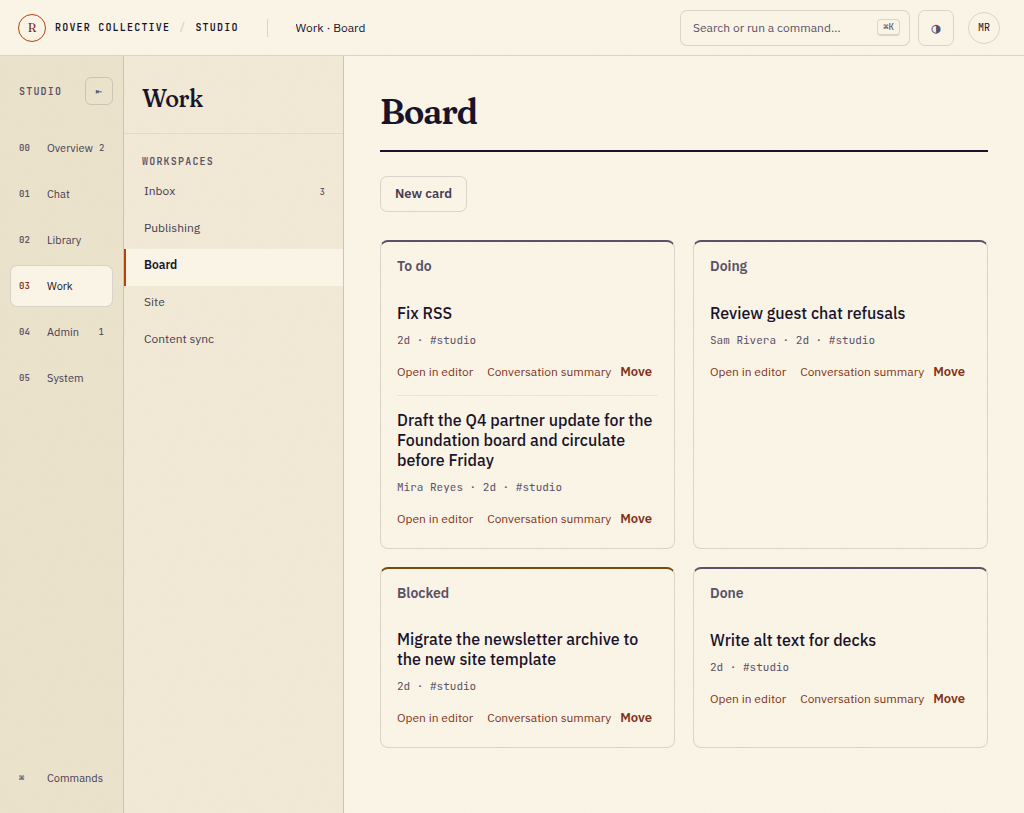 R ROVER COLLECTIVE / STUDIO
Work · Board
Search or run a command... ⌘K
◑
MR
STUDIO ⇤
00 Overview 2
01 Chat
02 Library
03 Work
04 Admin 1
05 System
⌘ Commands
Work
WORKSPACES
Inbox 3
Publishing
Board
Site
Content sync
Board
New card
To do
Fix RSS
2d · #studio
Open in editor Conversation summary Move
Draft the Q4 partner update for the
Foundation board and circulate
before Friday
Mira Reyes · 2d · #studio
Open in editor Conversation summary Move
Doing
Review guest chat refusals
Sam Rivera · 2d · #studio
Open in editor Conversation summary Move
Blocked
Migrate the newsletter archive to
the new site template
2d · #studio
Open in editor Conversation summary Move
Done
Write alt text for decks
2d · #studio
Open in editor Conversation summary Move